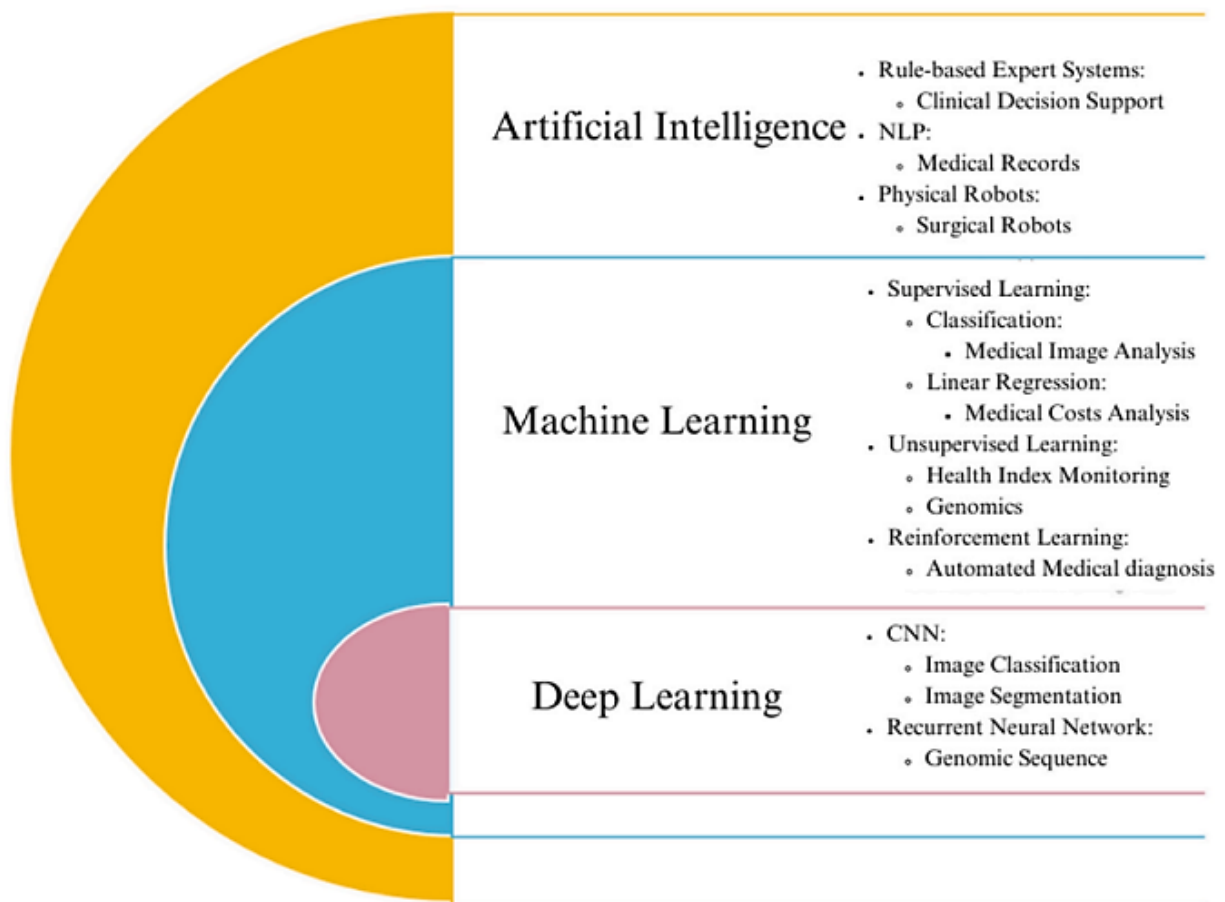 Artificial Intelligence
Rule-based Expert Systems:
Clinical Decision Support
NLP:
Medical Records
Physical Robots:
Surgical Robots
Machine Learning
Supervised Learning:
Classification:
Medical Image Analysis
Linear Regression:
Medical Costs Analysis
Unsupervised Learning:
Health Index Monitoring
Genomics
Reinforcement Learning:
Automated Medical diagnosis
Deep Learning
CNN:
Image Classification
Image Segmentation
Recurrent Neural Network:
Genomic Sequence